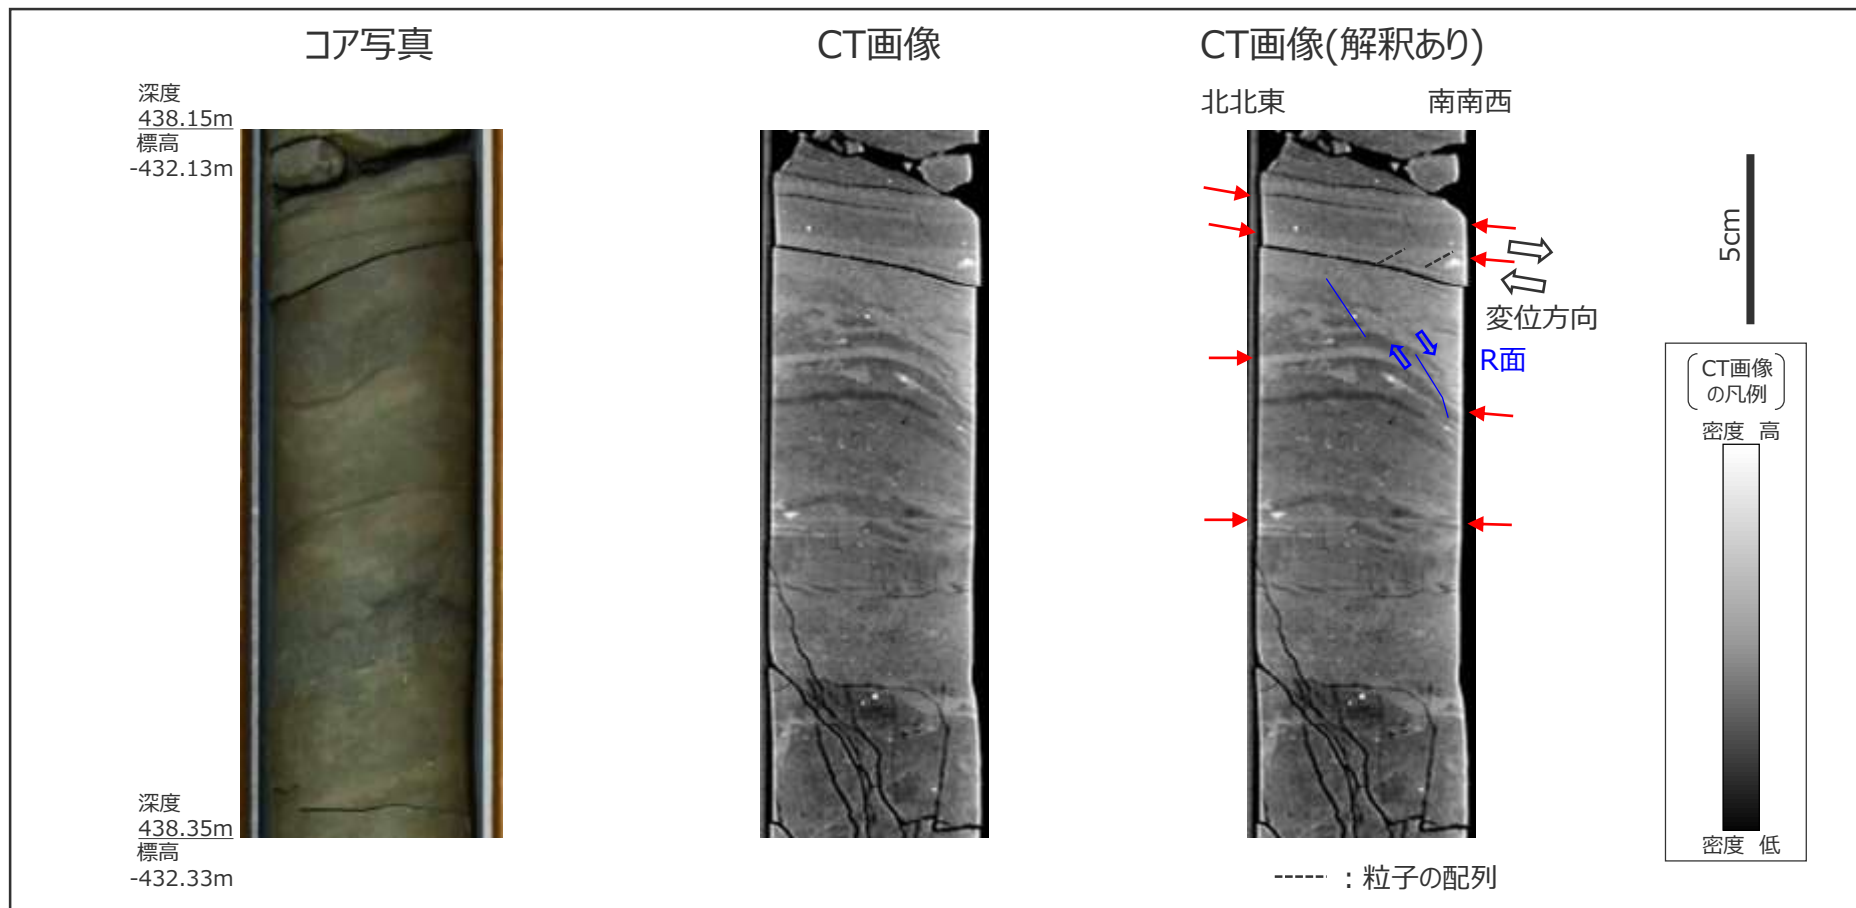 コア写真
CT画像
CT画像(解釈あり)
北北東
南南西
深度
438.15m
標高
-432.13m
5cm
変位方向
R面
CT画像
の凡例
密度 高
密度 低
深度
438.35m
標高
-432.33m
：粒子の配列